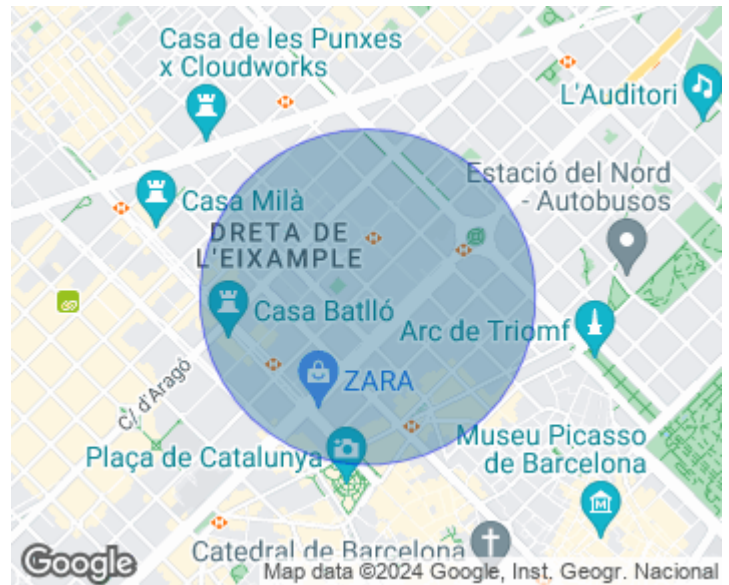 Casa de les Punxes
x Cloudworks
L'Auditori
Estació del Nord
- Autobusos
Casa Milà
DRETA DE
L'EIXAMPLE
Casa Batlló
Arc de Triomf
ZARA
C/ d'Aragó
Plaça de Catalunya
Museu Picasso
de Barcelona
M
Catedral de Barcelona
Google
Map data ©2024 Google, Inst. Geogr. Nacional